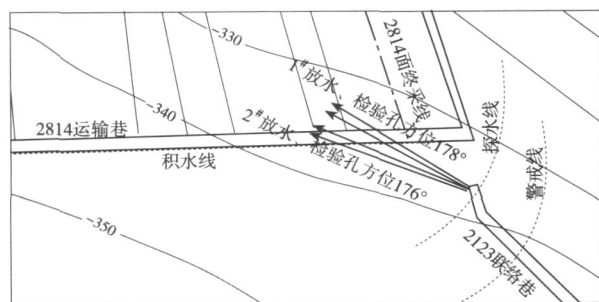 -330
2814面终采线
1#放水
检验孔方位178°
-340
2814运输巷
2#放水
探水线
积水线
检验孔方位176°
警戒线
-350
2123联络巷